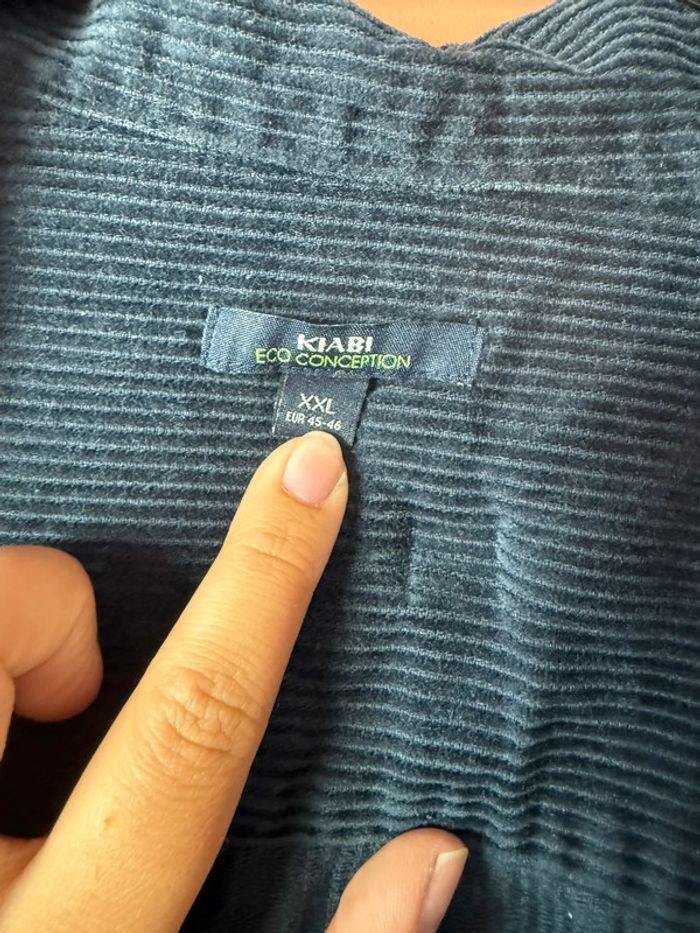 KIABI
ECO CONCEPTION
XXL
EUR 45-46